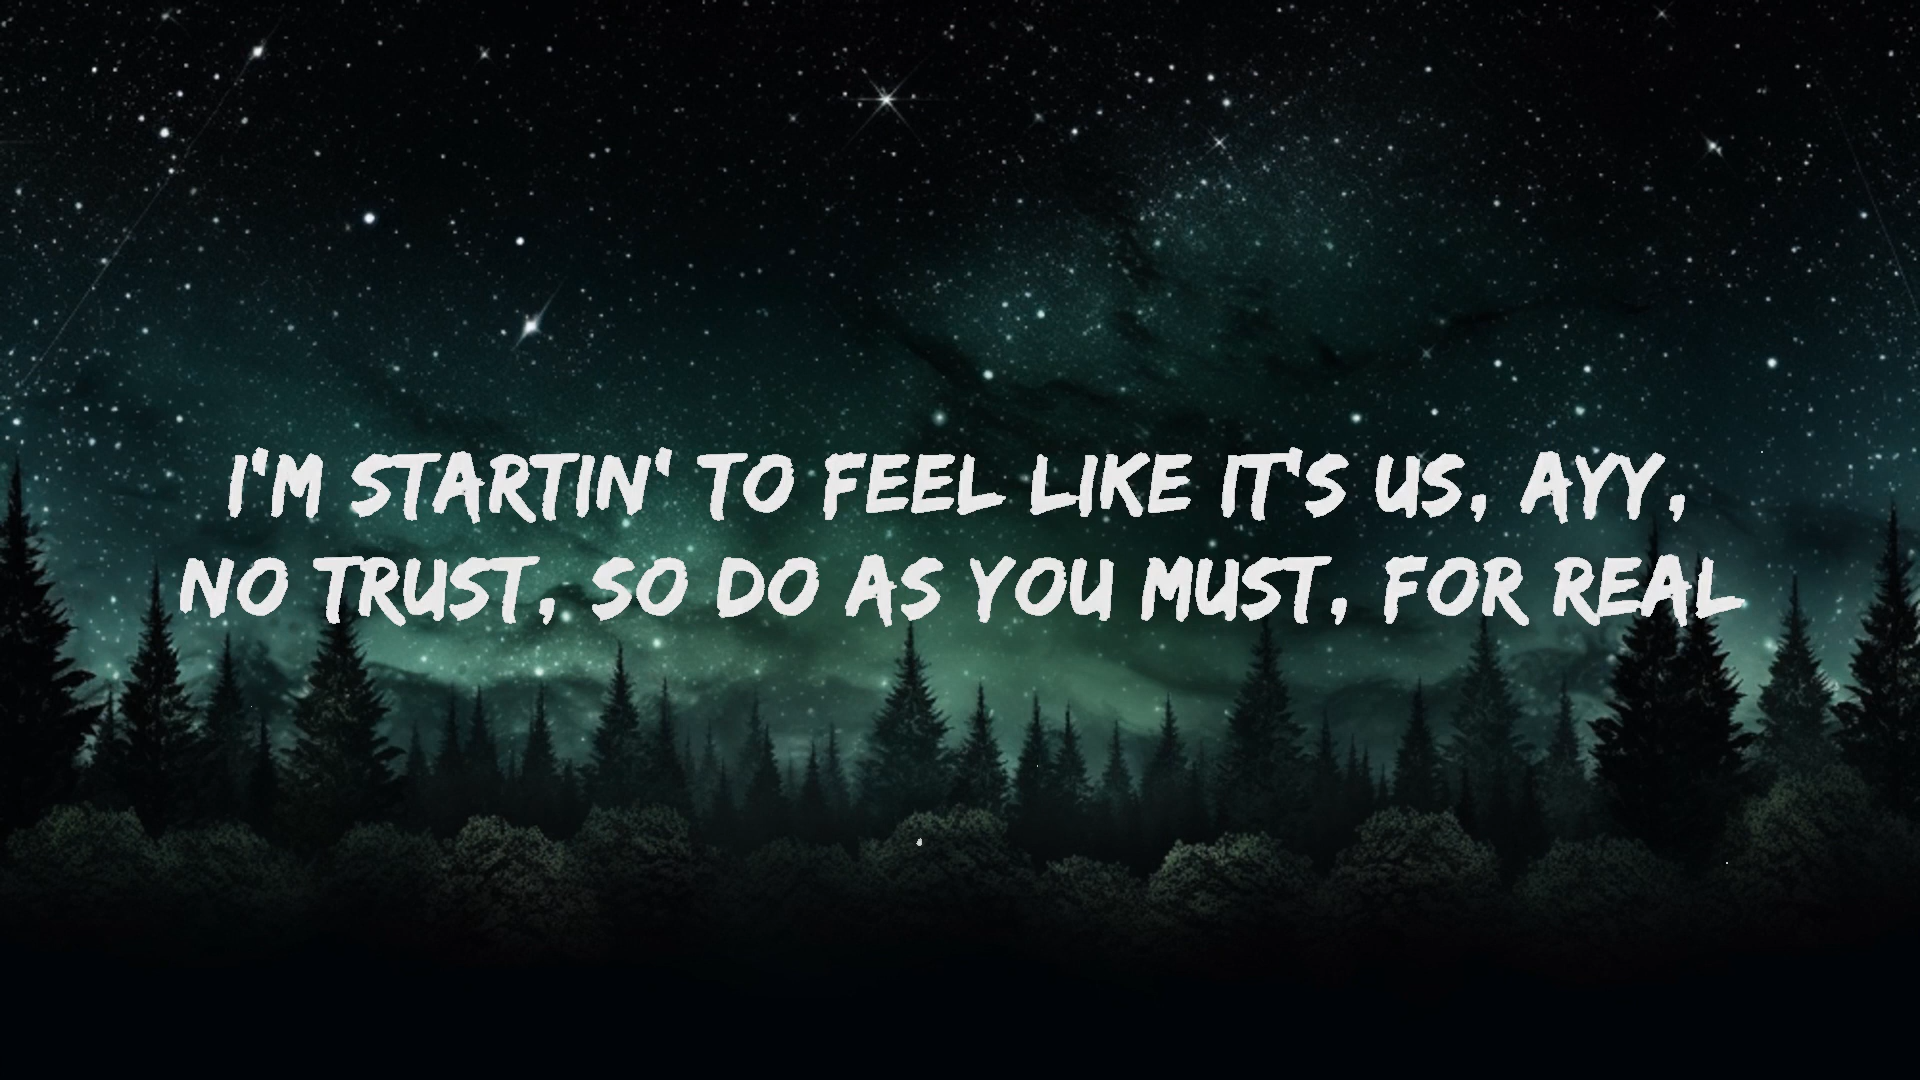 I'M STARTIN' TO FEEL LIKE IT'S US, AYY,
NO TRUST, SO DO AS YOU MUST, FOR REAL